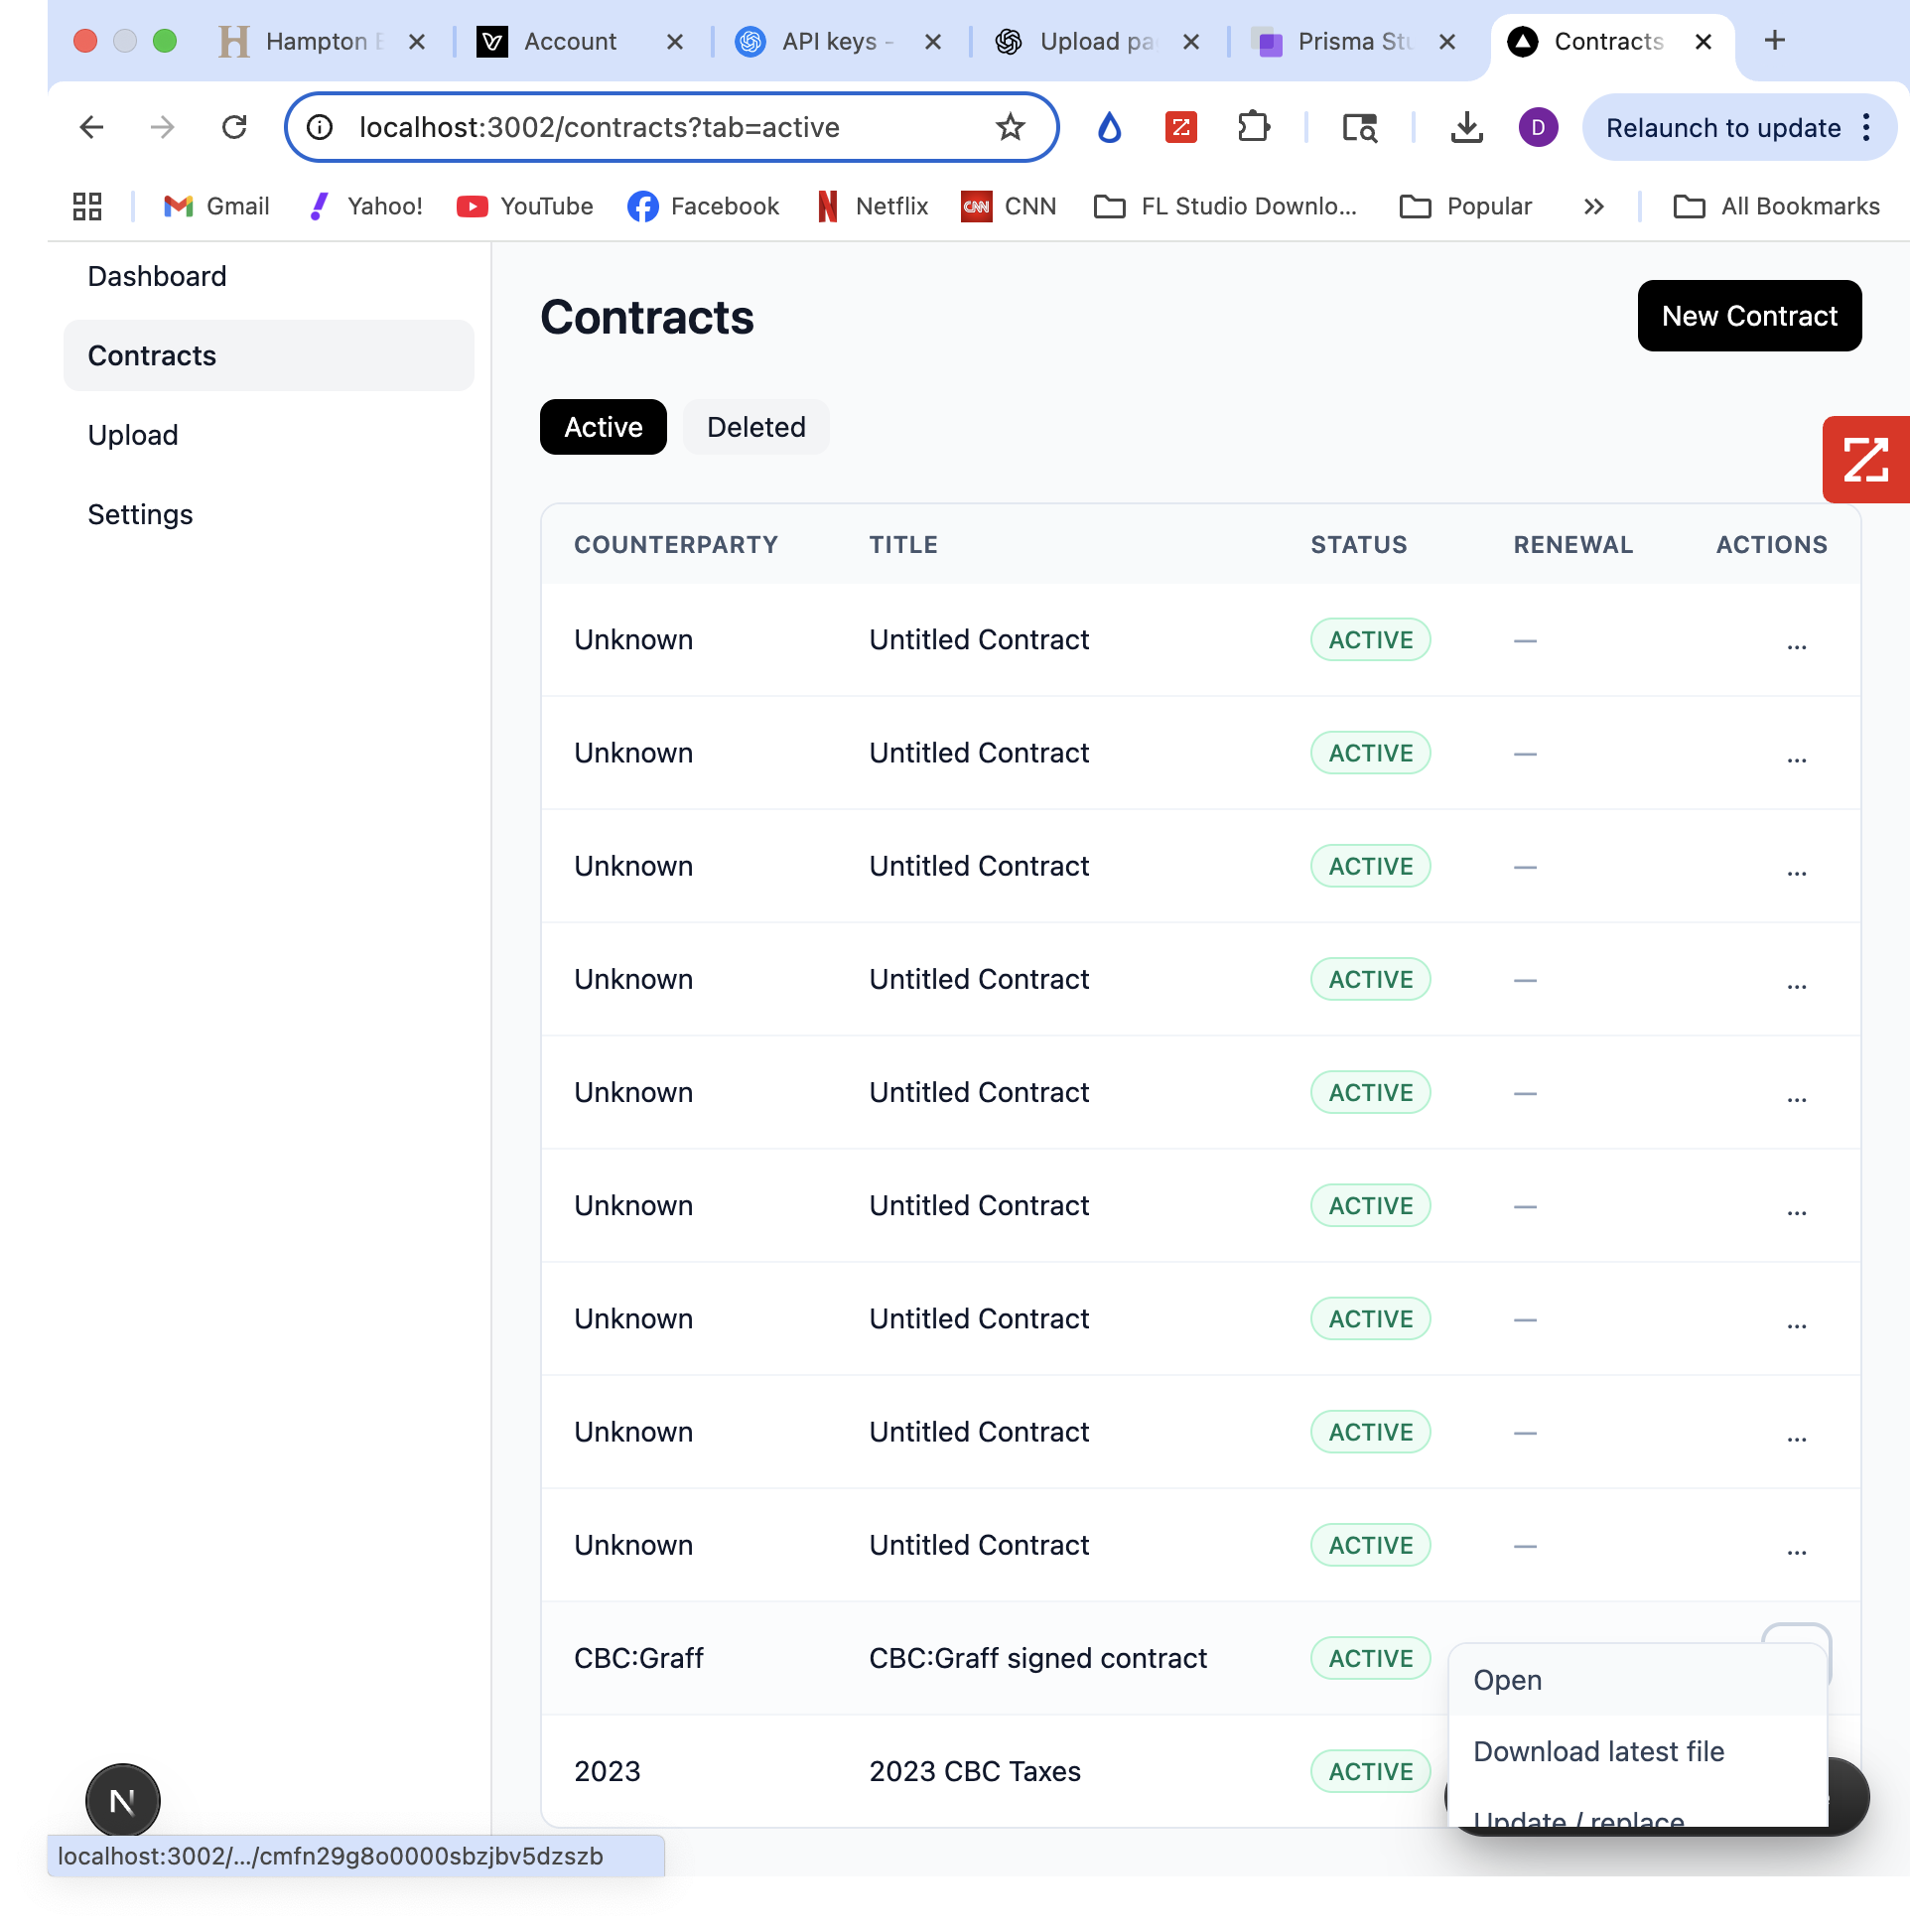 Hampton
Account
API keys -
Upload pa
Prisma Stu
Contracts
localhost:3002/contracts?tab=active
D
Relaunch to update
Gmail
Yahoo!
YouTube
Facebook
Netflix
CNN
CNN
FL Studio Downlo...
Popular
All Bookmarks
Dashboard
Contracts
Upload
Settings
Contracts
New Contract
Active
Deleted
COUNTERPARTY TITLE STATUS RENEWAL ACTIONS
Unknown Untitled Contract ACTIVE — ...
Unknown Untitled Contract ACTIVE — ...
Unknown Untitled Contract ACTIVE — ...
Unknown Untitled Contract ACTIVE — ...
Unknown Untitled Contract ACTIVE — ...
Unknown Untitled Contract ACTIVE — ...
Unknown Untitled Contract ACTIVE — ...
Unknown Untitled Contract ACTIVE — ...
Unknown Untitled Contract ACTIVE — ...
CBC:Graff CBC:Graff signed contract ACTIVE
2023 2023 CBC Taxes ACTIVE
Open
Download latest file
Update / replace
N
localhost:3002/.../cmfn29g8o0000sbzjbv5dzszb